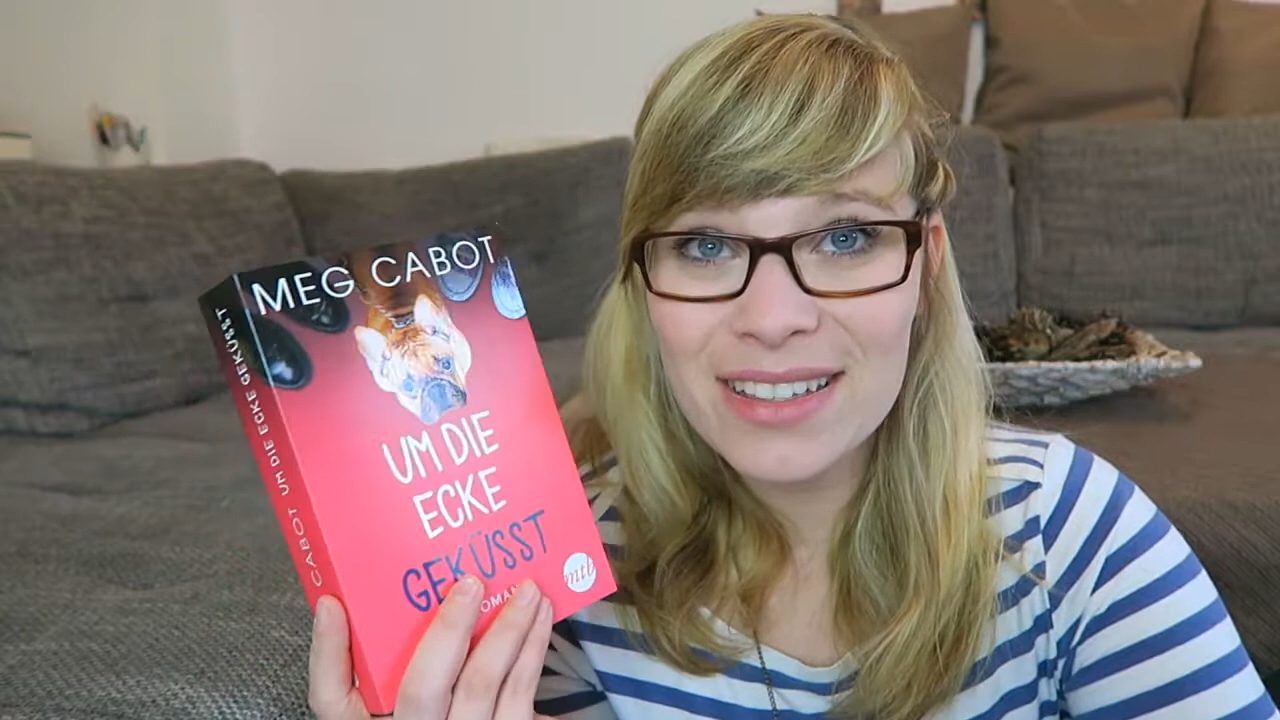 MEG CABOT
UM DIE
ECKE
GEKÜSST
ROMAN
mtb
CABOT UM DIE ECKE GEKÜSST